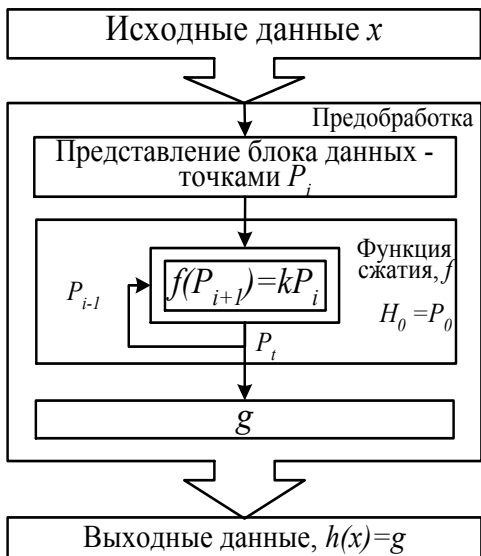 Исходные данные x
Предобработка
Представление блока данных -
точками P_i
Функция
сжатия, f
f(P_{i+1})=kP_i
P_{i-1}
H_0 =P_0
P_t
g
Выходные данные, h(x)=g